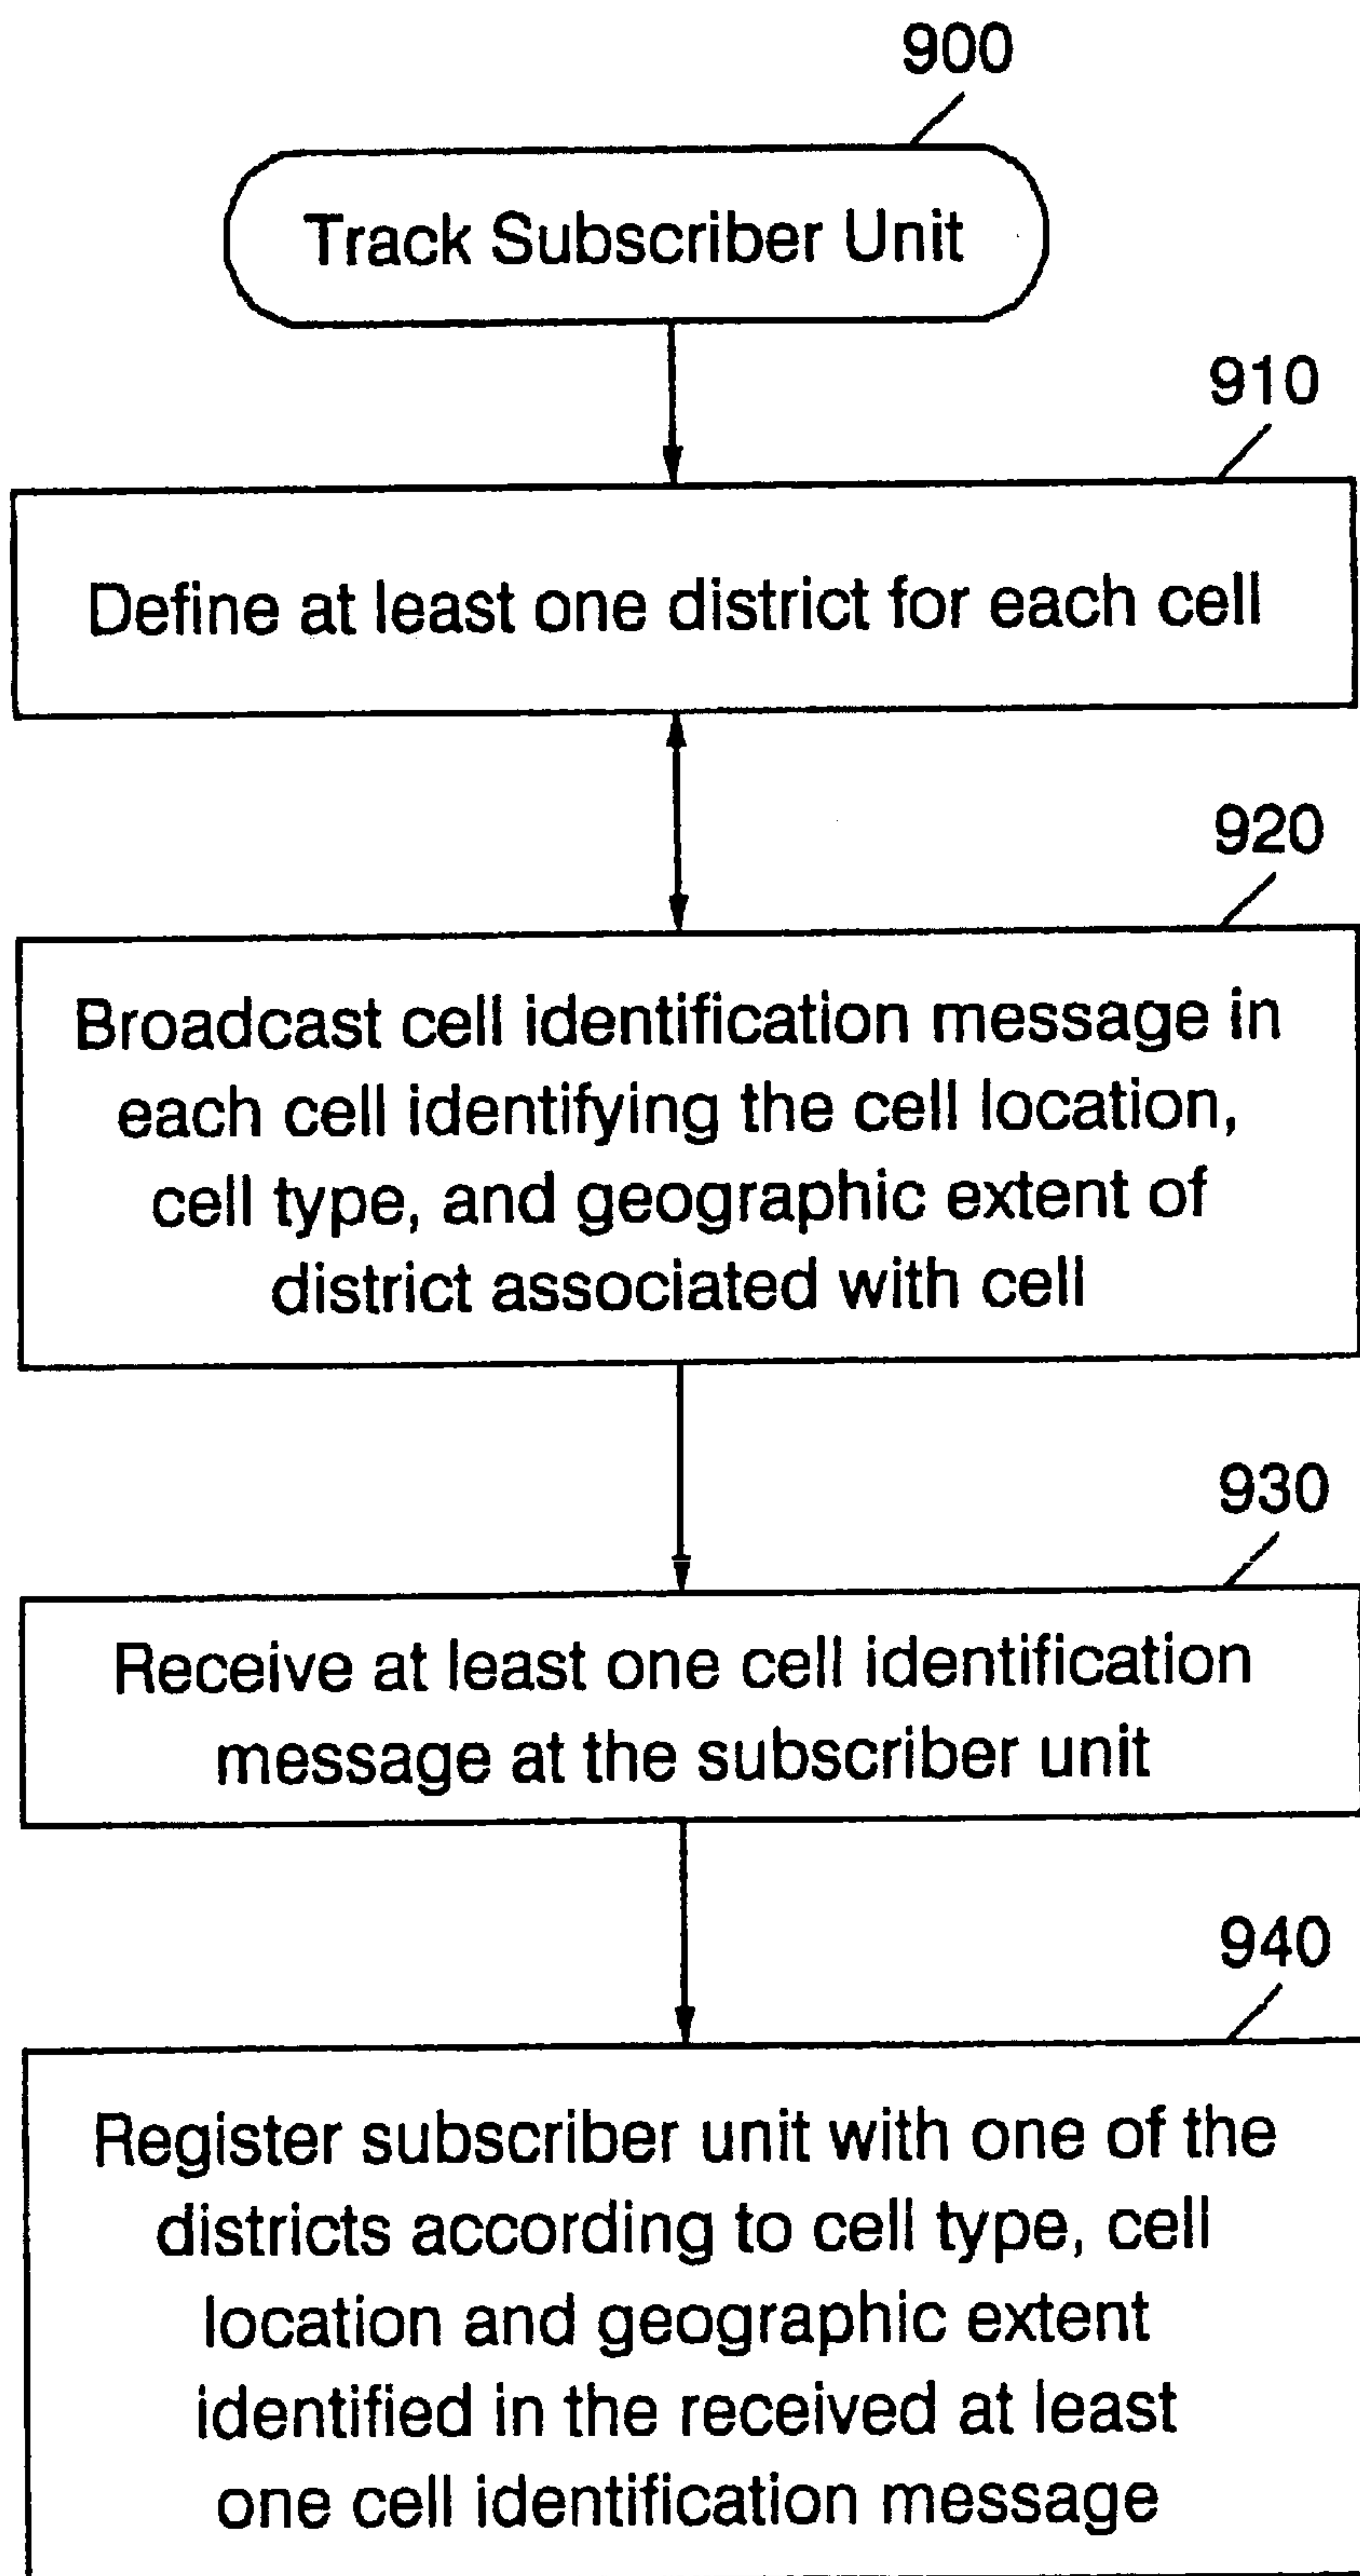 900
Track Subscriber Unit
910
Define at least one district for each cell
920
Broadcast cell identification message in
each cell identifying the cell location,
cell type, and geographic extent of
district associated with cell
930
Receive at least one cell identification
message at the subscriber unit
940
Register subscriber unit with one of the
districts according to cell type, cell
location and geographic extent
identified in the received at least
one cell identification message